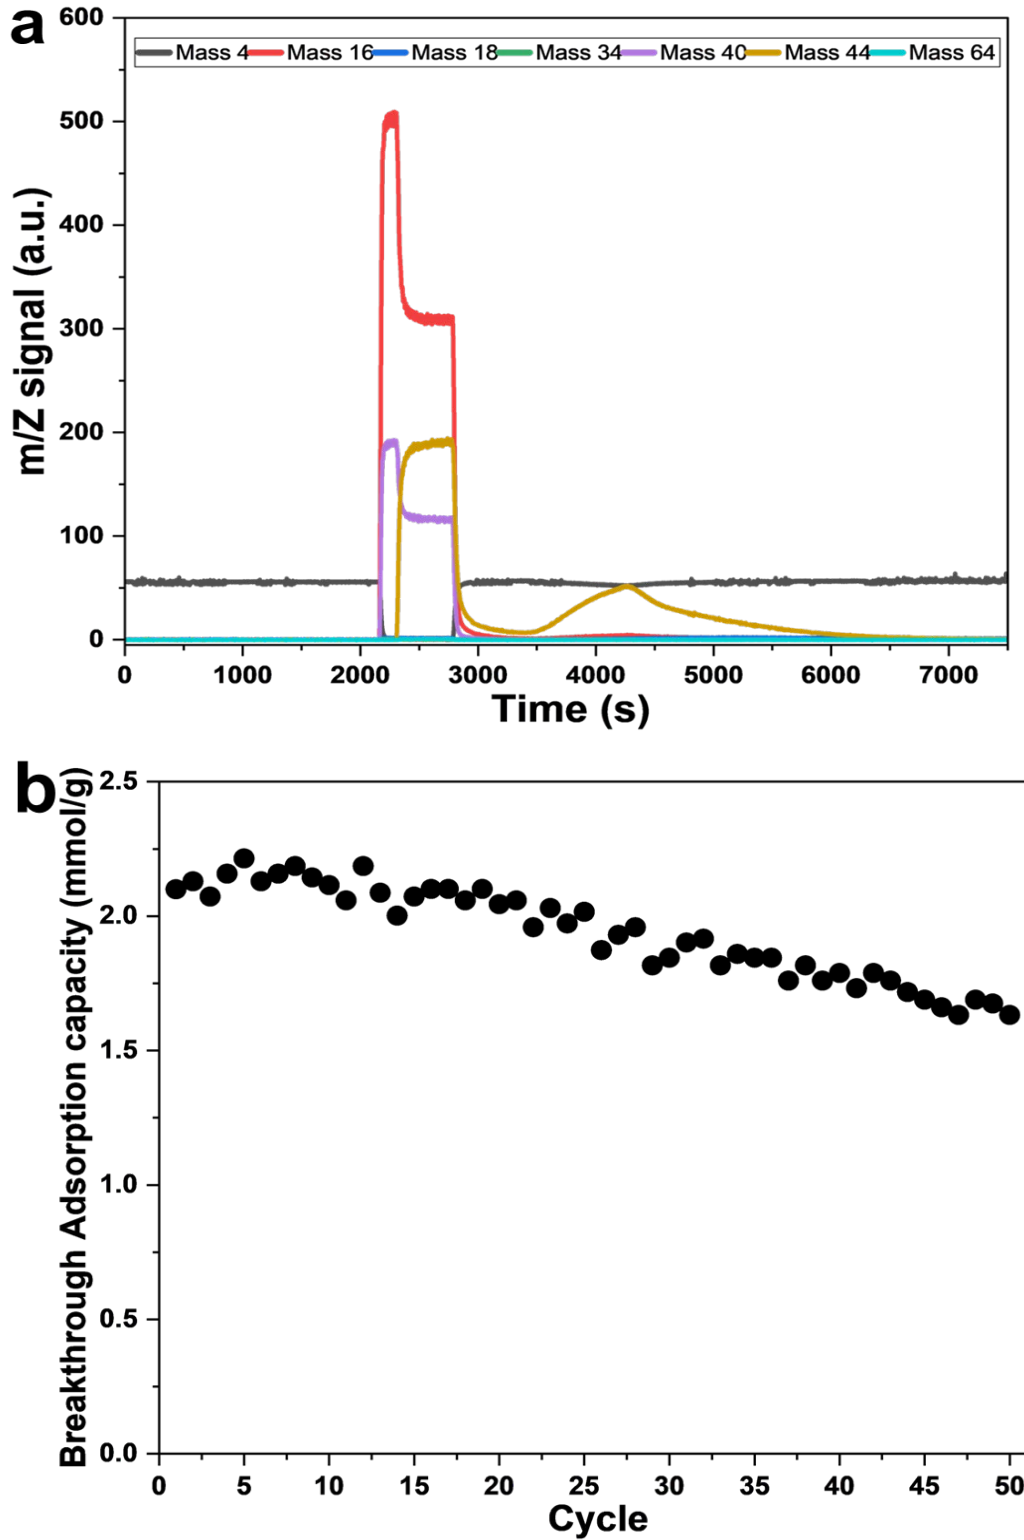 a
600
Mass 4 Mass 16 Mass 18 Mass 34 Mass 40 Mass 44 Mass 64
500
400
300
200
100
0
m/Z signal (a.u.)
0 1000 2000 3000 4000 5000 6000 7000
Time (s)
b
2.5
2.0
1.5
1.0
0.5
0.0
Breakthrough Adsorption capacity (mmol/g)
0 5 10 15 20 25 30 35 40 45 50
Cycle